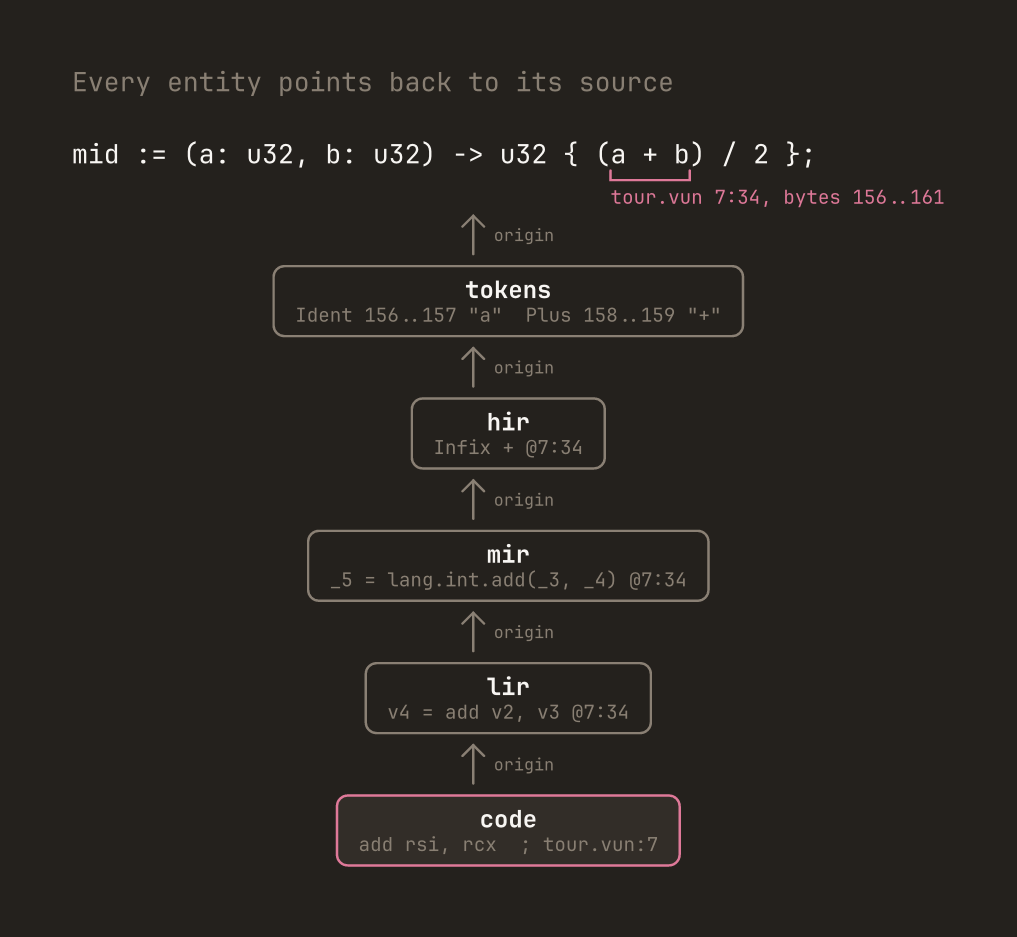 Every entity points back to its source
mid := (a: u32, b: u32) -> u32 { (a + b) / 2 };
tour.vun 7:34, bytes 156..161
origin
tokens
Ident 156..157 "a"  Plus 158..159 "+"
origin
hir
Infix + @7:34
origin
mir
_5 = lang.int.add(_3, _4) @7:34
origin
lir
v4 = add v2, v3 @7:34
origin
code
add rsi, rcx  ; tour.vun:7